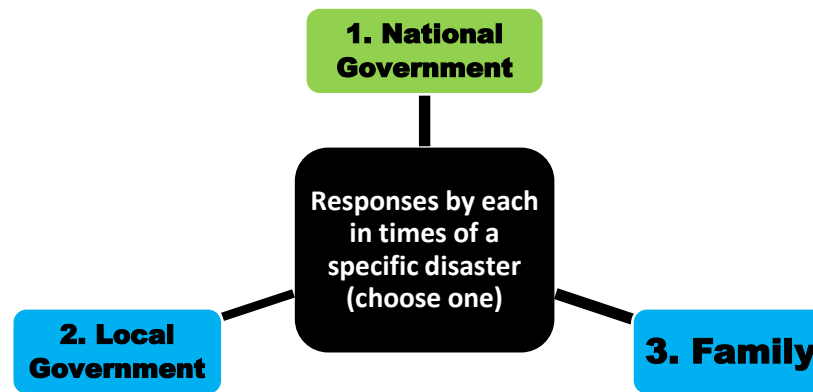 1. National
Government
Responses by each
in times of a
specific disaster
(choose one)
2. Local
Government
3. Family